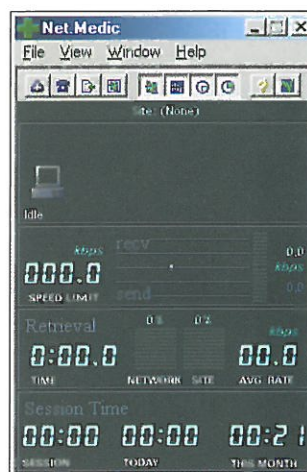 Net.Medic
File View Window Help
Site: (None)
Idle
kbps recv 0.0
000.0 kbps
SPEED LIMIT send 0.0
Retrieval 0% 0% kbps
0:00.0 00.0
TIME NETWORK SITE AVG. RATE
Session Time
00:00 00:00 00:21
SESSION TODAY THIS MONTH